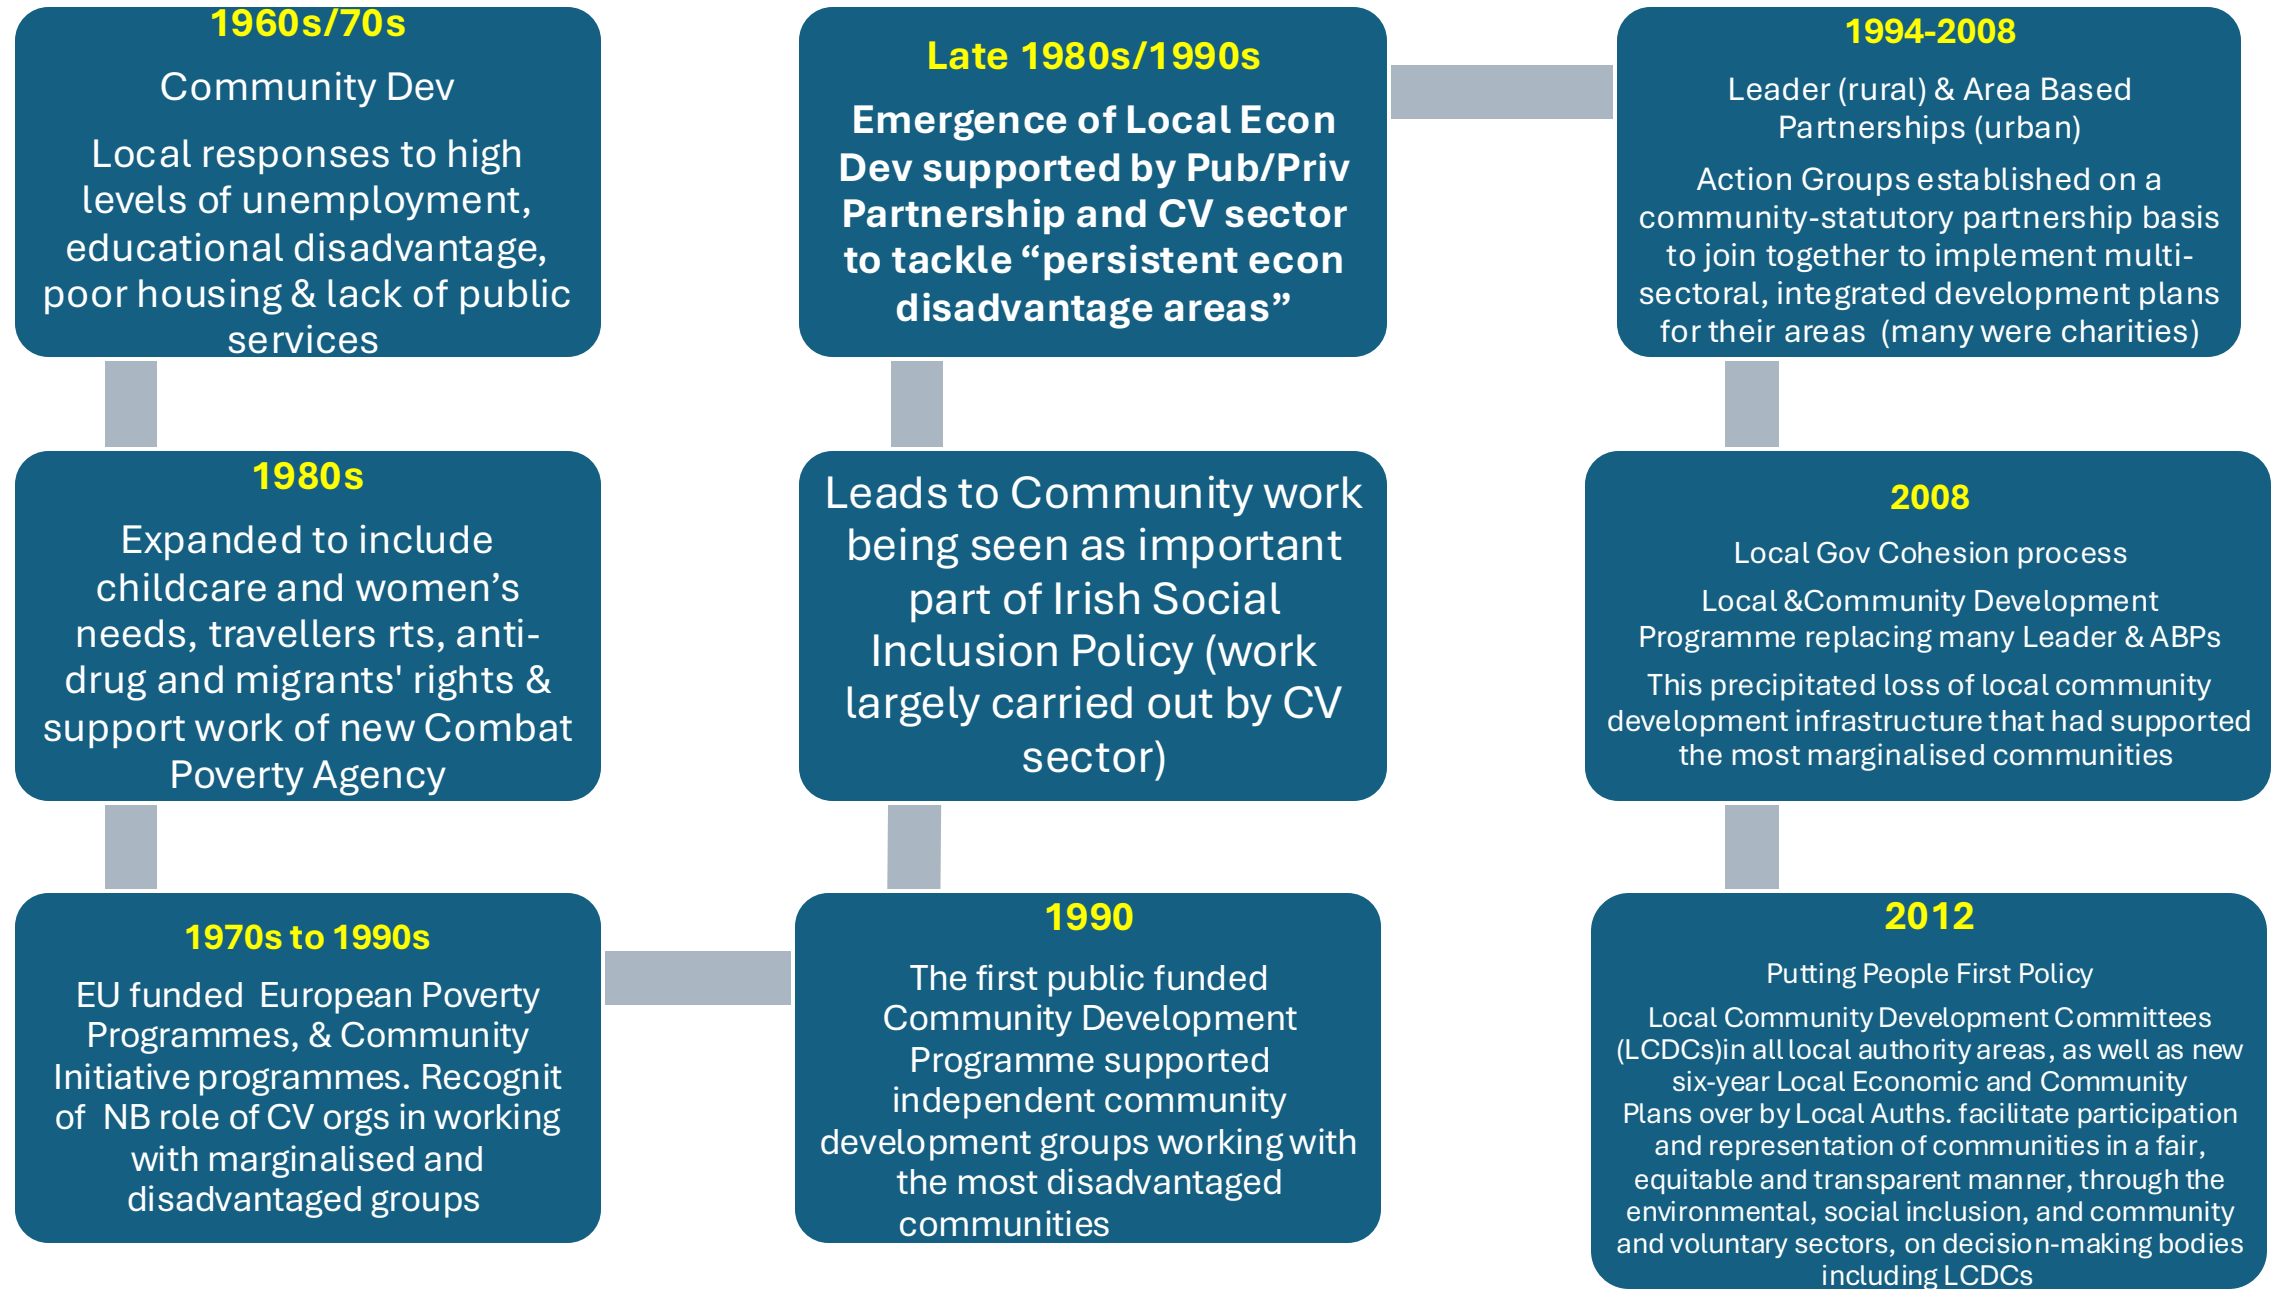 1960s/70s
Community Dev
Local responses to high
levels of unemployment,
educational disadvantage,
poor housing & lack of public
services
1980s
Expanded to include
childcare and women’s
needs, travellers rts, anti-
drug and migrants' rights &
support work of new Combat
Poverty Agency
1970s to 1990s
EU funded  European Poverty
Programmes, & Community
Initiative programmes. Recognit
of  NB role of CV orgs in working
with marginalised and
disadvantaged groups
1990
The first public funded
Community Development
Programme supported
independent community
development groups working with
the most disadvantaged
communities
Leads to Community work
being seen as important
part of Irish Social
Inclusion Policy (work
largely carried out by CV
sector)
Late 1980s/1990s
Emergence of Local Econ
Dev supported by Pub/Priv
Partnership and CV sector
to tackle “persistent econ
disadvantage areas”
1994-2008
Leader (rural) & Area Based
Partnerships (urban)
Action Groups established on a
community-statutory partnership basis
to join together to implement multi-
sectoral, integrated development plans
for their areas  (many were charities)
2008
Local Gov Cohesion process
Local &Community Development
Programme replacing many Leader & ABPs
This precipitated loss of local community
development infrastructure that had supported
the most marginalised communities
2012
Putting People First Policy
Local Community Development Committees
(LCDCs)in all local authority areas, as well as new
six-year Local Economic and Community
Plans over by Local Auths. facilitate participation
and representation of communities in a fair,
equitable and transparent manner, through the
environmental, social inclusion, and community
and voluntary sectors, on decision-making bodies
including LCDCs